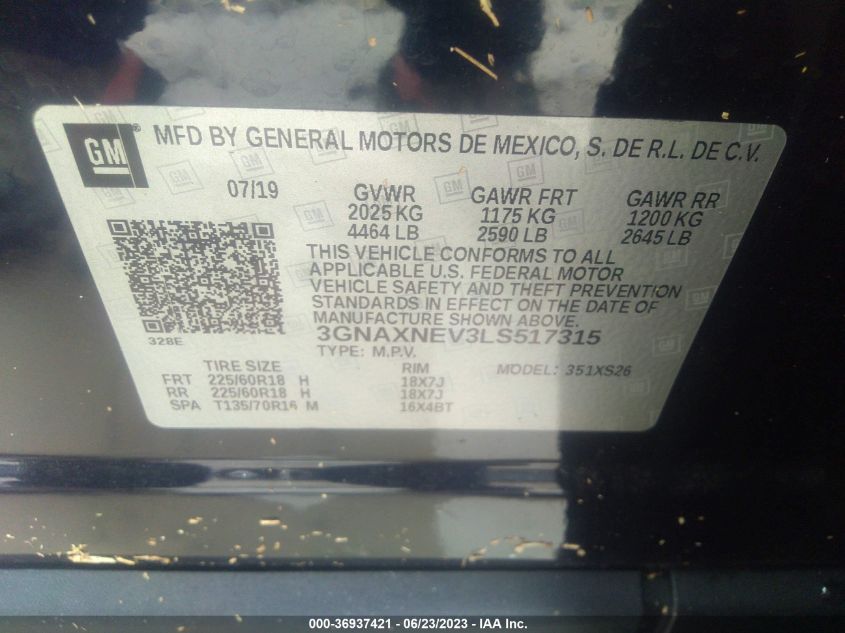 GM
MFD BY GENERAL MOTORS DE MEXICO, S. DE R.L. DE C.V.
07/19 GVWR GAWR FRT GAWR RR
2025 KG 1175 KG 1200 KG
4464 LB 2590 LB 2645 LB
THIS VEHICLE CONFORMS TO ALL
APPLICABLE U.S. FEDERAL MOTOR
VEHICLE SAFETY AND THEFT PREVENTION
STANDARDS IN EFFECT ON THE DATE OF
MANUFACTURE SHOWN ABOVE.
328E 3GNAXNEV3LS517315
TYPE: M.P.V.
TIRE SIZE RIM MODEL: 351XS26
FRT 225/60R18 H 18X7J
RR 225/60R18 H 18X7J
SPA T135/70R16 M 16X4BT
000-36937421 / 06/23/2023 - IAA Inc.